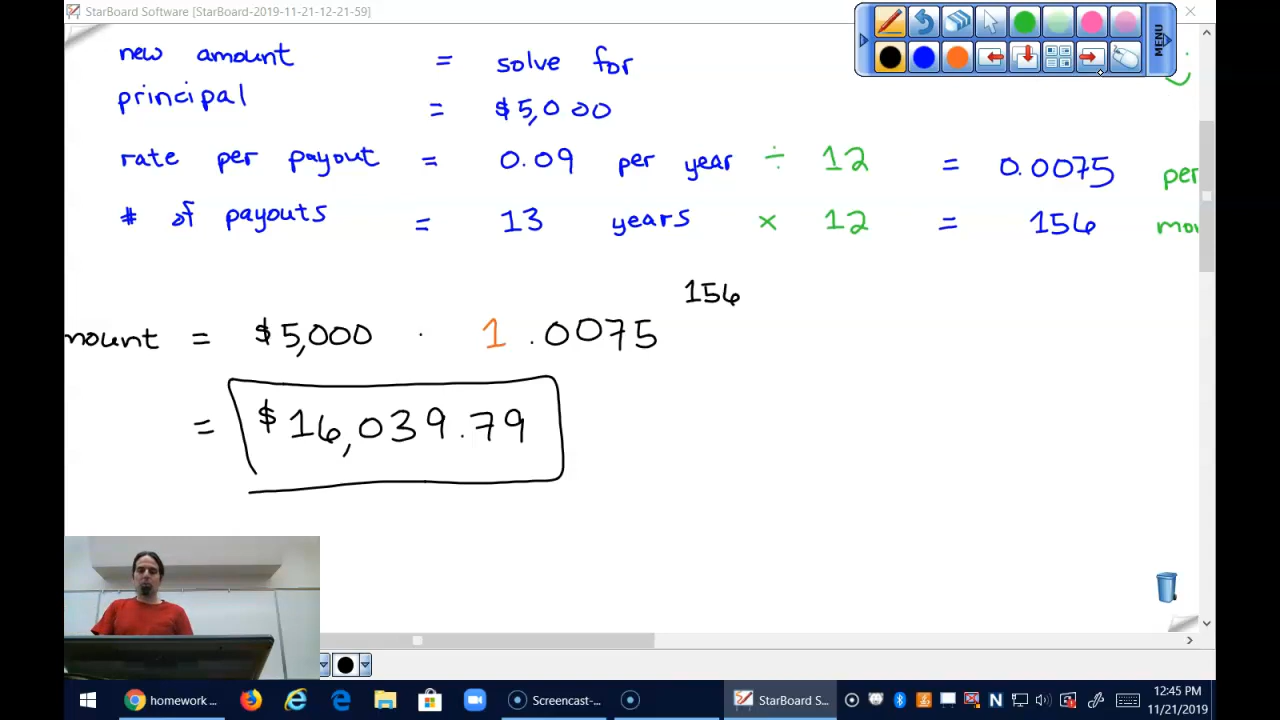 StarBoard Software [StarBoard-2019-11-21-12-21-59]
MENU
new amount = solve for
principal = $5,000
rate per payout = 0.09 per year ÷ 12 = 0.0075 per
# of payouts = 13 years × 12 = 156 mon
156
mount = $5,000 · 1.0075
= $16,039.79
homework ...
Screencast-...
StarBoard S...
12:45 PM
11/21/2019